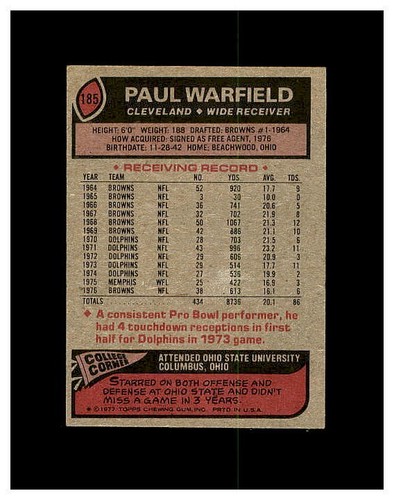 185
PAUL WARFIELD
CLEVELAND • WIDE RECEIVER
HEIGHT: 6'0" WEIGHT: 188 DRAFTED: BROWNS #1-1964
HOW ACQUIRED: SIGNED AS FREE AGENT, 1976
BIRTHDATE: 11-28-42 HOME: BEACHWOOD, OHIO
♦ RECEIVING RECORD ♦
YEAR TEAM NO. YDS. AVG. TDS.
1964 BROWNS NFL 52 920 17.7 9
1965 BROWNS NFL 3 30 10.0 0
1966 BROWNS NFL 36 741 20.6 5
1967 BROWNS NFL 32 702 21.9 8
1968 BROWNS NFL 50 1067 21.3 12
1969 BROWNS NFL 42 886 21.1 10
1970 DOLPHINS NFL 28 703 21.5 6
1971 DOLPHINS NFL 43 996 23.2 11
1972 DOLPHINS NFL 29 606 20.9 3
1973 DOLPHINS NFL 29 514 17.7 11
1974 DOLPHINS NFL 27 536 19.9 2
1975 MEMPHIS WFL 25 422 16.9 3
1976 BROWNS NFL 38 613 16.1 6
TOTALS 434 8736 20.1 86
♦ A consistent Pro Bowl performer, he
had 4 touchdown receptions in first
half for Dolphins in 1973 game.
COLLEGE
CORNER
ATTENDED OHIO STATE UNIVERSITY
COLUMBUS, OHIO
STARRED ON BOTH OFFENSE AND
DEFENSE AT OHIO STATE AND DIDN'T
MISS A GAME IN 3 YEARS.
* © 1977 TOPPS CHEWING GUM, INC. PRTD IN U.S.A.